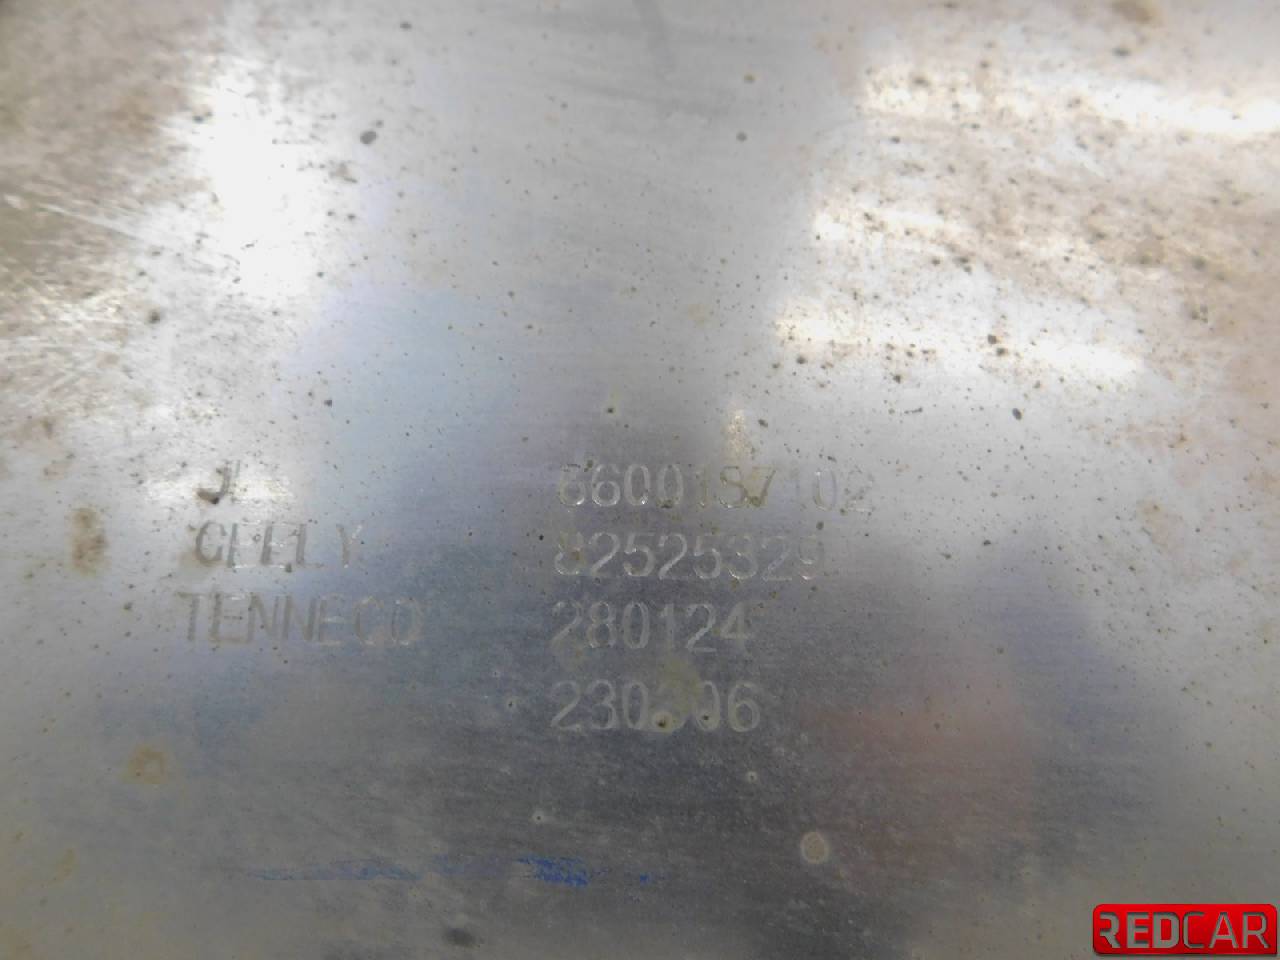 J 6600187102
GEELY 82525329
TENNECO 280124
230306
REDCAR